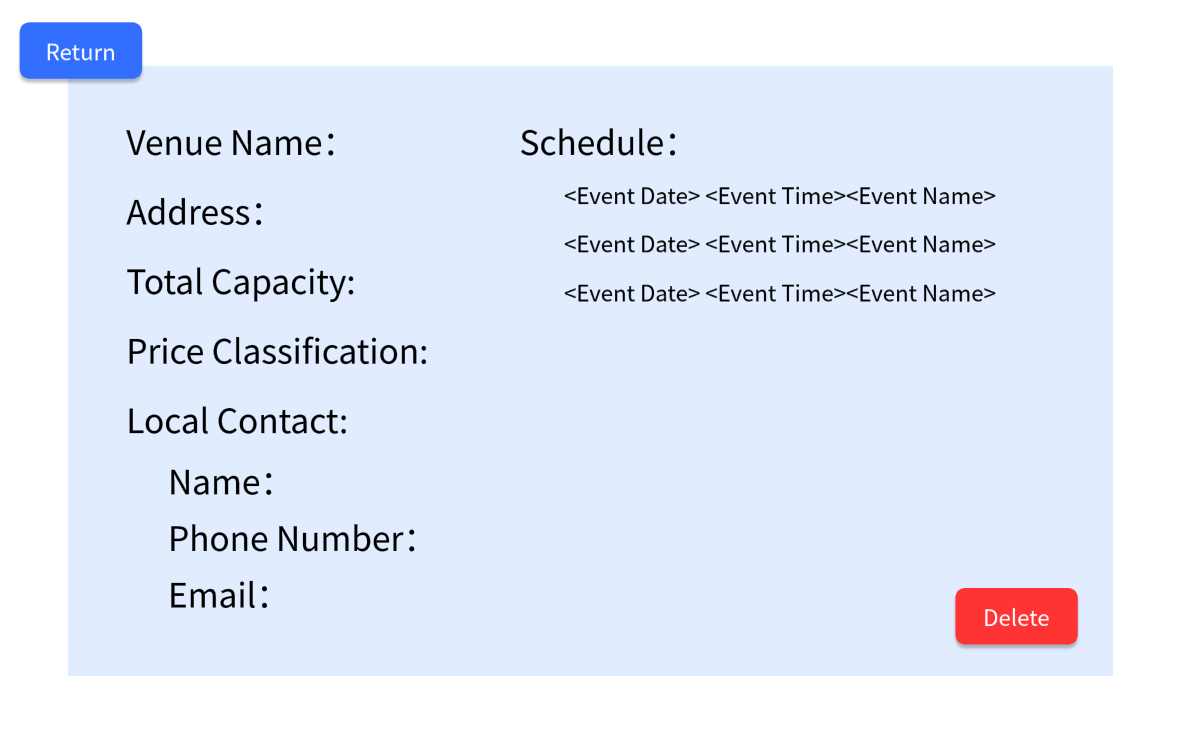 Return
Venue Name：
Address：
Total Capacity:
Price Classification:
Local Contact:
Name：
Phone Number：
Email：
Schedule：
<Event Date> <Event Time><Event Name>
<Event Date> <Event Time><Event Name>
<Event Date> <Event Time><Event Name>
Delete